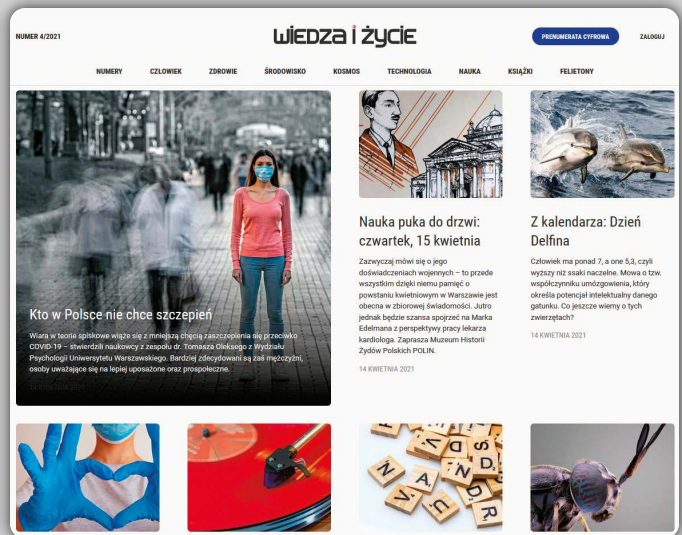 NUMER 4/2021
wiedza i życie
PRENUMERATA CYFROWA
ZALOGUJ
NUMERY
CZŁOWIEK
ZDROWIE
ŚRODOWISKO
KOSMOS
TECHNOLOGIA
NAUKA
KSIĄŻKI
FELIETONY
Kto w Polsce nie chce szczepień
Wiara w teorie spiskowe wiąże się z mniejszą chęcią zaszczepienia się przeciwko
COVID-19 – stwierdzili naukowcy z zespołu dr. Tomasza Oleksego z Wydziału
Psychologii Uniwersytetu Warszawskiego. Bardziej zdecydowani są zaś mężczyźni,
osoby uważające się na lepiej uposażone oraz prospołeczne.
14 KWIETNIA 2021
Nauka puka do drzwi:
czwartek, 15 kwietnia
Zazwyczaj mówi się o jego
doświadczeniach wojennych – to przede
wszystkim dzięki niemu pamięć o
powstaniu kwietniowym w Warszawie jest
obecna w zbiorowej świadomości. Jutro
jednak będzie szansa spojrzeć na Marka
Edelmana z perspektywy pracy lekarza
kardiologa. Zaprasza Muzeum Historii
Żydów Polskich POLIN.
14 KWIETNIA 2021
Z kalendarza: Dzień
Delfina
Człowiek ma ponad 7, a one 5,3, czyli
wyższy niż ssaki naczelne. Mowa o tzw.
współczynniku umózgowienia, który
określa potencjał intelektualny danego
gatunku. Co jeszcze wiemy o tych
zwierzętach?
14 KWIETNIA 2021